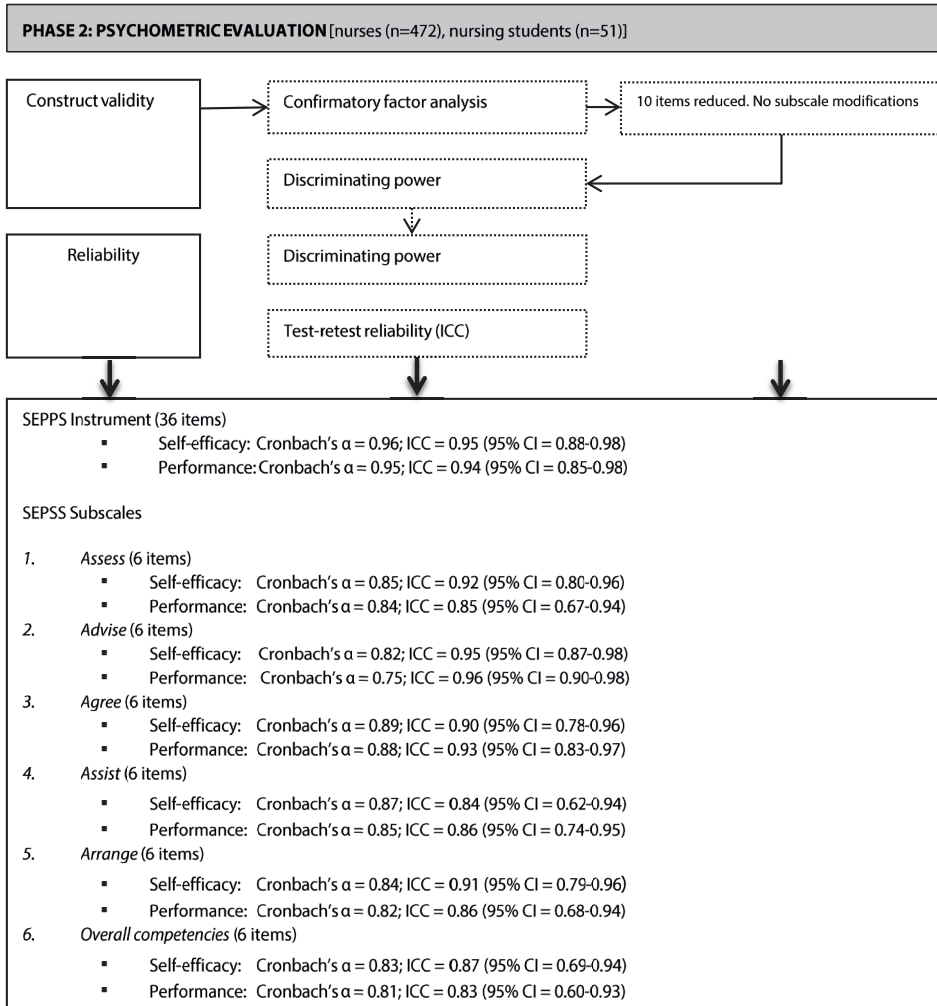 PHASE 2: PSYCHOMETRIC EVALUATION [nurses (n=472), nursing students (n=51)]
Construct validity
Confirmatory factor analysis
10 items reduced. No subscale modifications
Discriminating power
Reliability
Discriminating power
Test-retest reliability (ICC)
SEPPS Instrument (36 items)
▪ Self-efficacy: Cronbach's α = 0.96; ICC = 0.95 (95% CI = 0.88-0.98)
▪ Performance: Cronbach's α = 0.95; ICC = 0.94 (95% CI = 0.85-0.98)
SEPSS Subscales
1. Assess (6 items)
▪ Self-efficacy: Cronbach's α = 0.85; ICC = 0.92 (95% CI = 0.80-0.96)
▪ Performance: Cronbach's α = 0.84; ICC = 0.85 (95% CI = 0.67-0.94)
2. Advise (6 items)
▪ Self-efficacy: Cronbach's α = 0.82; ICC = 0.95 (95% CI = 0.87-0.98)
▪ Performance: Cronbach's α = 0.75; ICC = 0.96 (95% CI = 0.90-0.98)
3. Agree (6 items)
▪ Self-efficacy: Cronbach's α = 0.89; ICC = 0.90 (95% CI = 0.78-0.96)
▪ Performance: Cronbach's α = 0.88; ICC = 0.93 (95% CI = 0.83-0.97)
4. Assist (6 items)
▪ Self-efficacy: Cronbach's α = 0.87; ICC = 0.84 (95% CI = 0.62-0.94)
▪ Performance: Cronbach's α = 0.85; ICC = 0.86 (95% CI = 0.74-0.95)
5. Arrange (6 items)
▪ Self-efficacy: Cronbach's α = 0.84; ICC = 0.91 (95% CI = 0.79-0.96)
▪ Performance: Cronbach's α = 0.82; ICC = 0.86 (95% CI = 0.68-0.94)
6. Overall competencies (6 items)
▪ Self-efficacy: Cronbach's α = 0.83; ICC = 0.87 (95% CI = 0.69-0.94)
▪ Performance: Cronbach's α = 0.81; ICC = 0.83 (95% CI = 0.60-0.93)